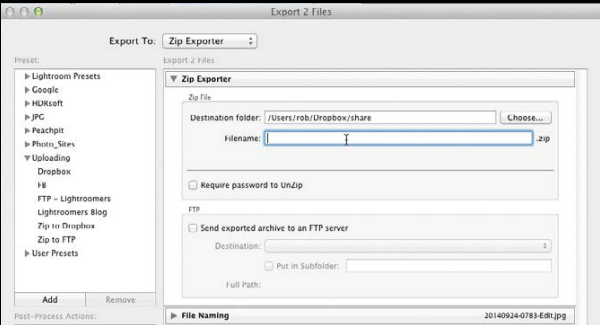 Export 2 Files
Export To: Zip Exporter
Preset:
Export 2 Files
Lightroom Presets
Google
HDRsoft
JPG
Peachpit
Photo_Sites
Uploading
Dropbox
FB
FTP - Lightroomers
Lightroomers Blog
Zip to Dropbox
Zip to FTP
User Presets
Add
Remove
Post-Process Actions:
Zip Exporter
Zip File
Destination folder: /Users/rob/Dropbox/share Choose...
Filename: .zip
Require password to UnZip
FTP
Send exported archive to an FTP server
Destination:
Put in Subfolder:
Full Path:
File Naming 20140924-0783-Edit.jpg